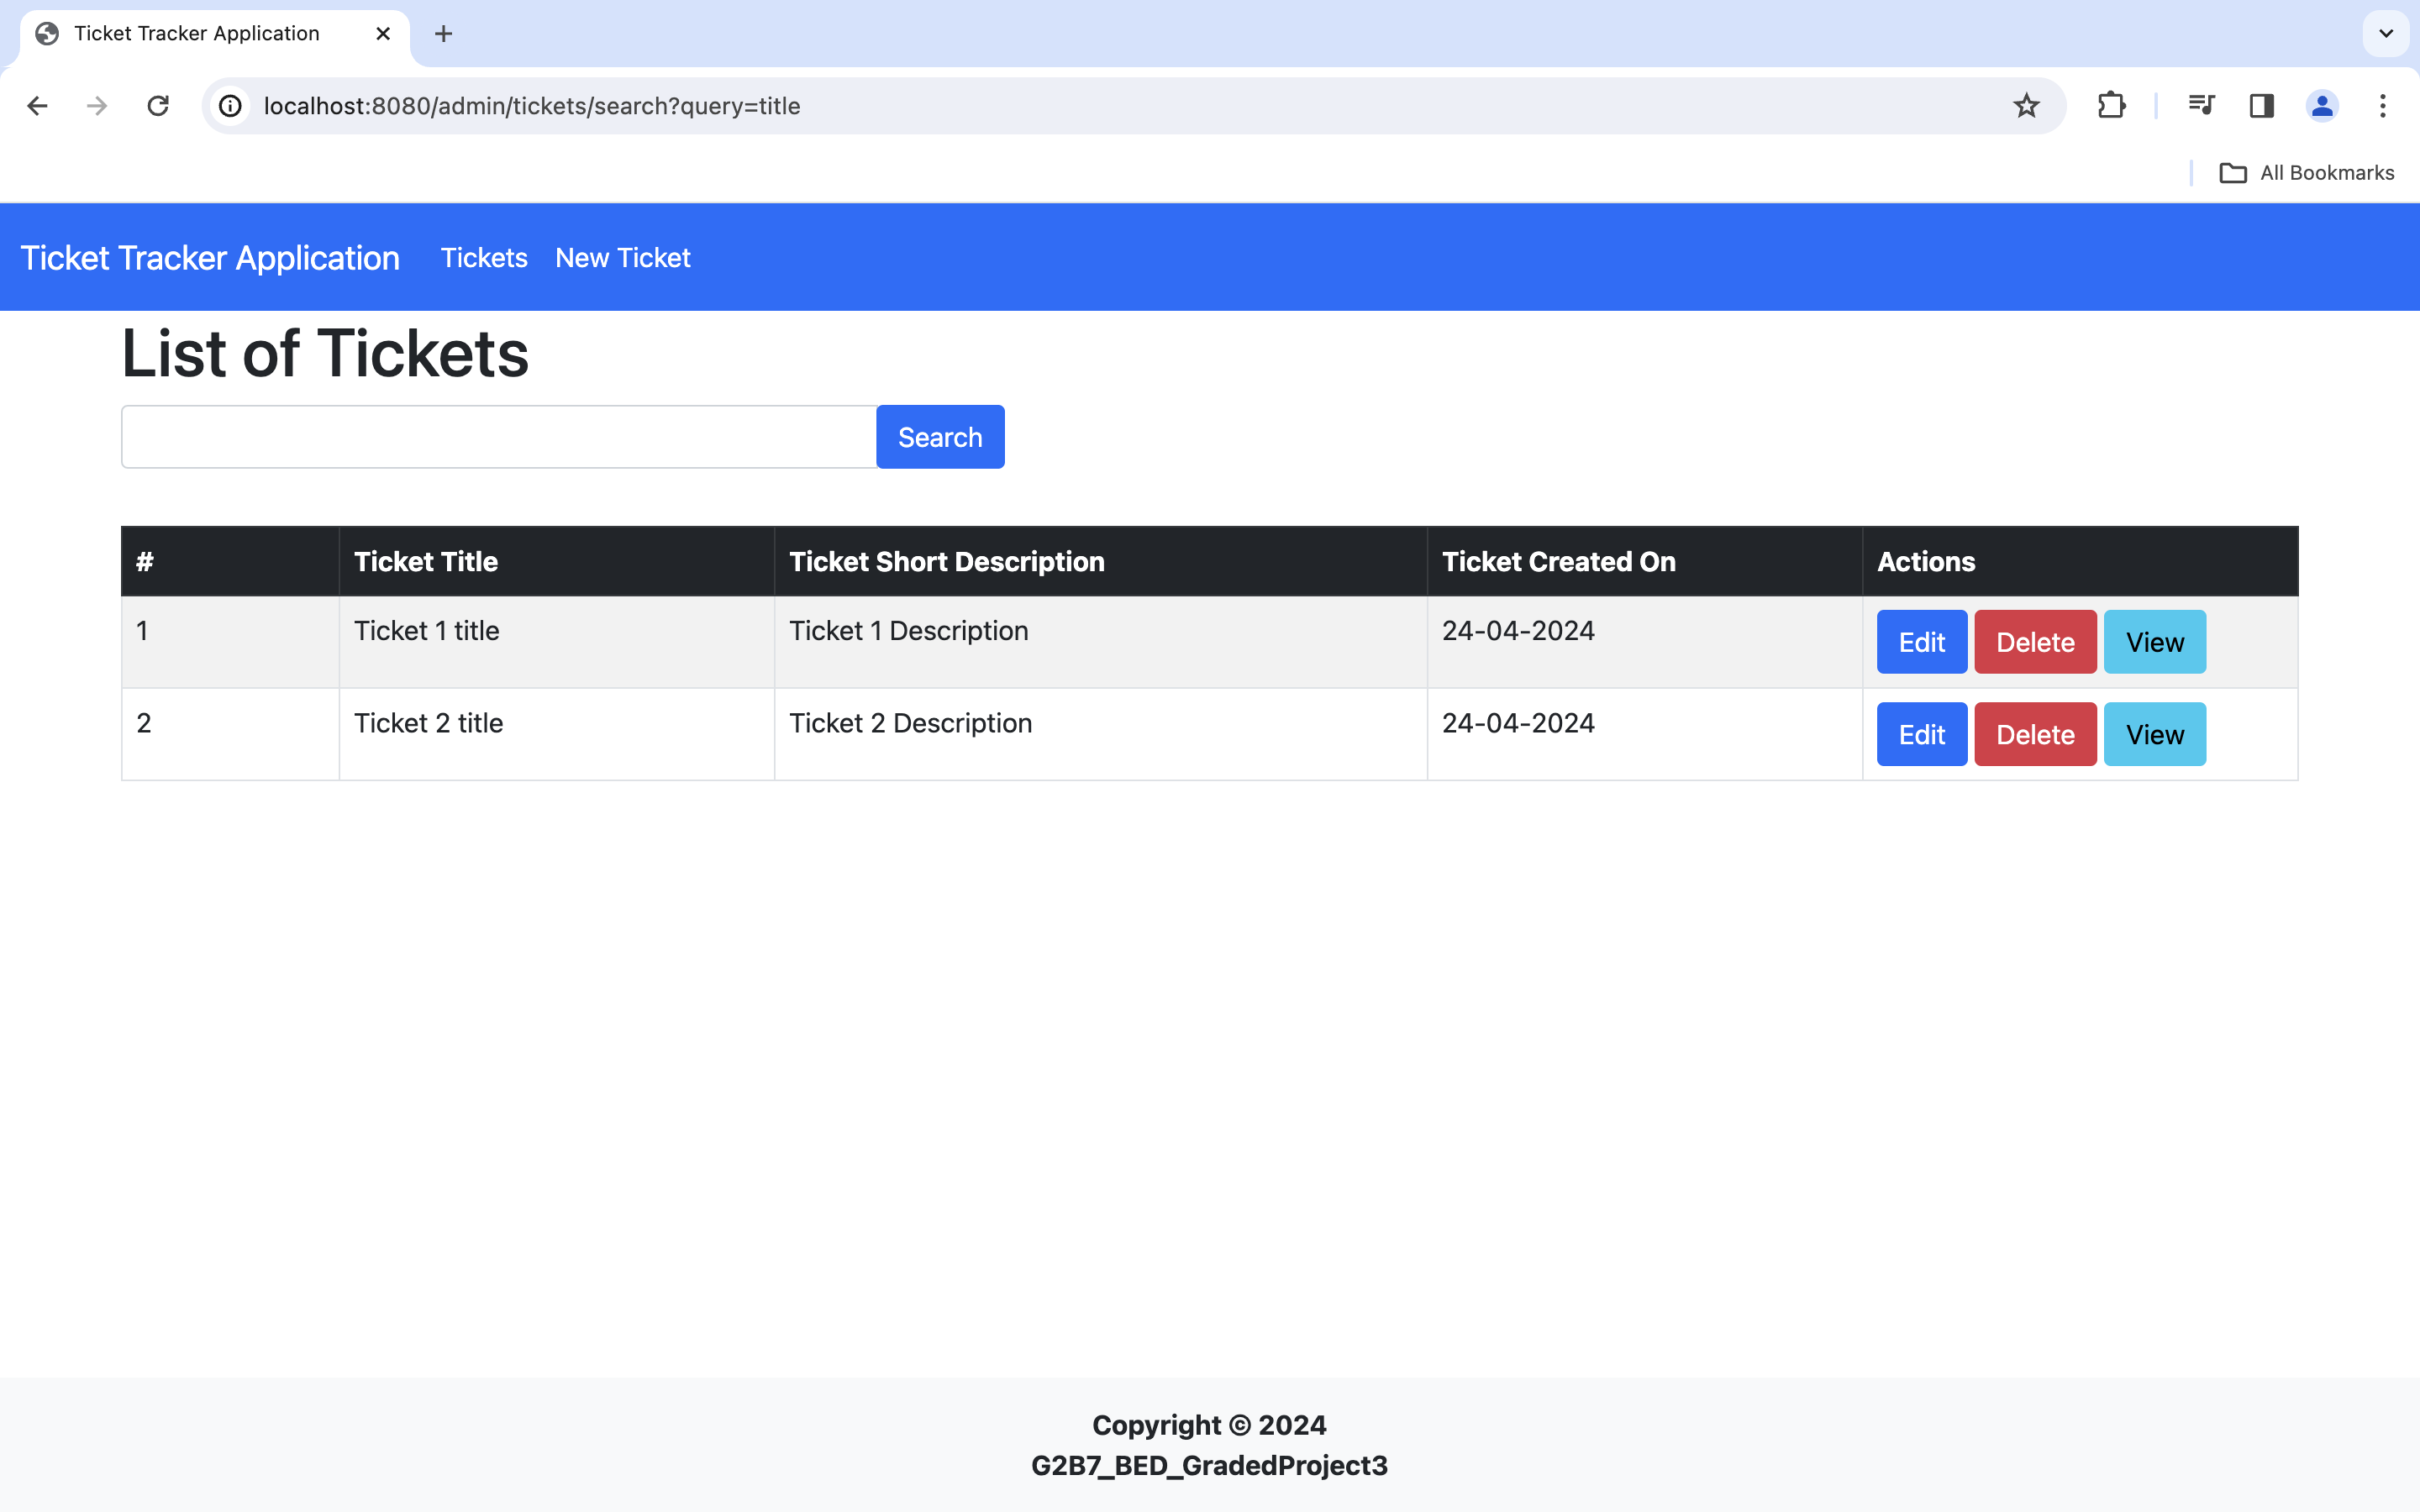 Ticket Tracker Application
localhost:8080/admin/tickets/search?query=title
All Bookmarks
Ticket Tracker Application Tickets New Ticket
List of Tickets
Search
# Ticket Title Ticket Short Description Ticket Created On Actions
1 Ticket 1 title Ticket 1 Description 24-04-2024 Edit Delete View
2 Ticket 2 title Ticket 2 Description 24-04-2024 Edit Delete View
Copyright © 2024
G2B7_BED_GradedProject3